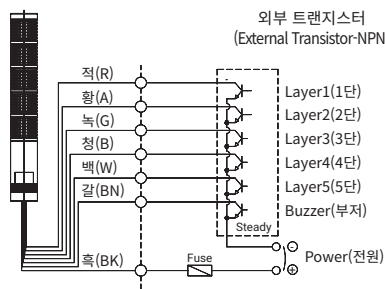 외부 트랜지스터
(External Transistor-NPN
적(R)
황(A)
녹(G)
청(B)
백(W)
갈(BN)
흑(BK)
Layer1(1단)
Layer2(2단)
Layer3(3단)
Layer4(4단)
Layer5(5단)
Buzzer(부저)
Steady
Fuse
Power(전원)